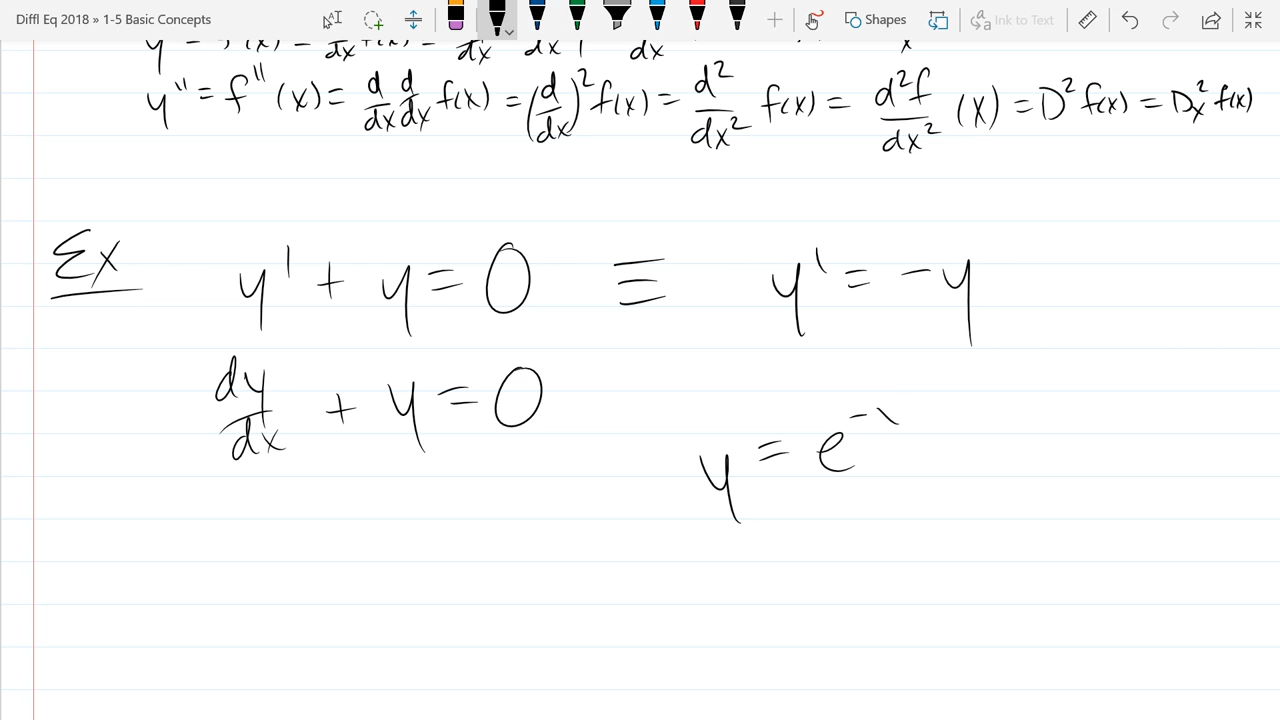 Diffl Eq 2018 » 1-5 Basic Concepts Shapes Ink to Text
y'' = f''(x) = d/dx d/dx f(x) = (d/dx)² f(x) = d²/dx² f(x) = d²f/dx² (x) = D² f(x) = Dₓ² f(x)
Ex y' + y = 0 ≡ y' = -y
dy/dx + y = 0
y = e⁻